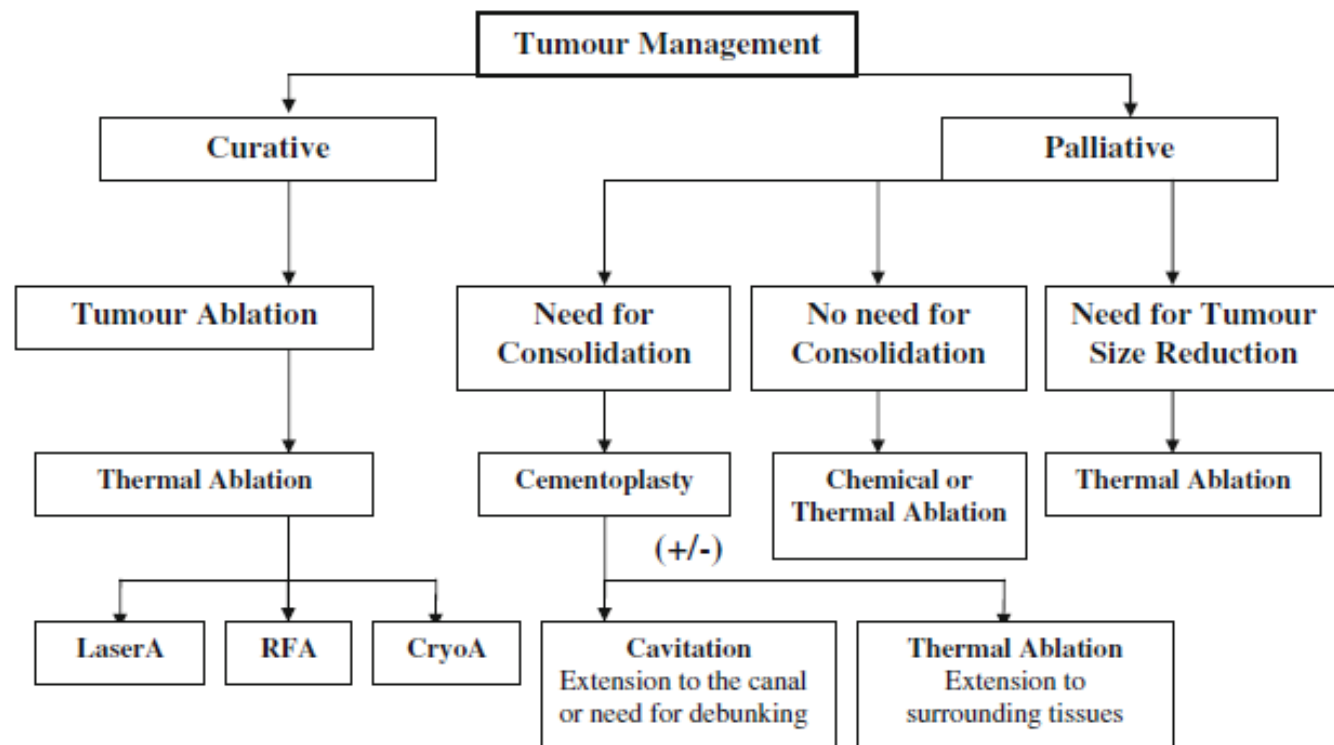 Tumour Management
Curative
Palliative
Tumour Ablation
Need for
Consolidation
No need for
Consolidation
Need for Tumour
Size Reduction
Thermal Ablation
Cementoplasty
Chemical or
Thermal Ablation
Thermal Ablation
(+/-)
LaserA
RFA
CryoA
Cavitation
Extension to the canal
or need for debunking
Thermal Ablation
Extension to
surrounding tissues